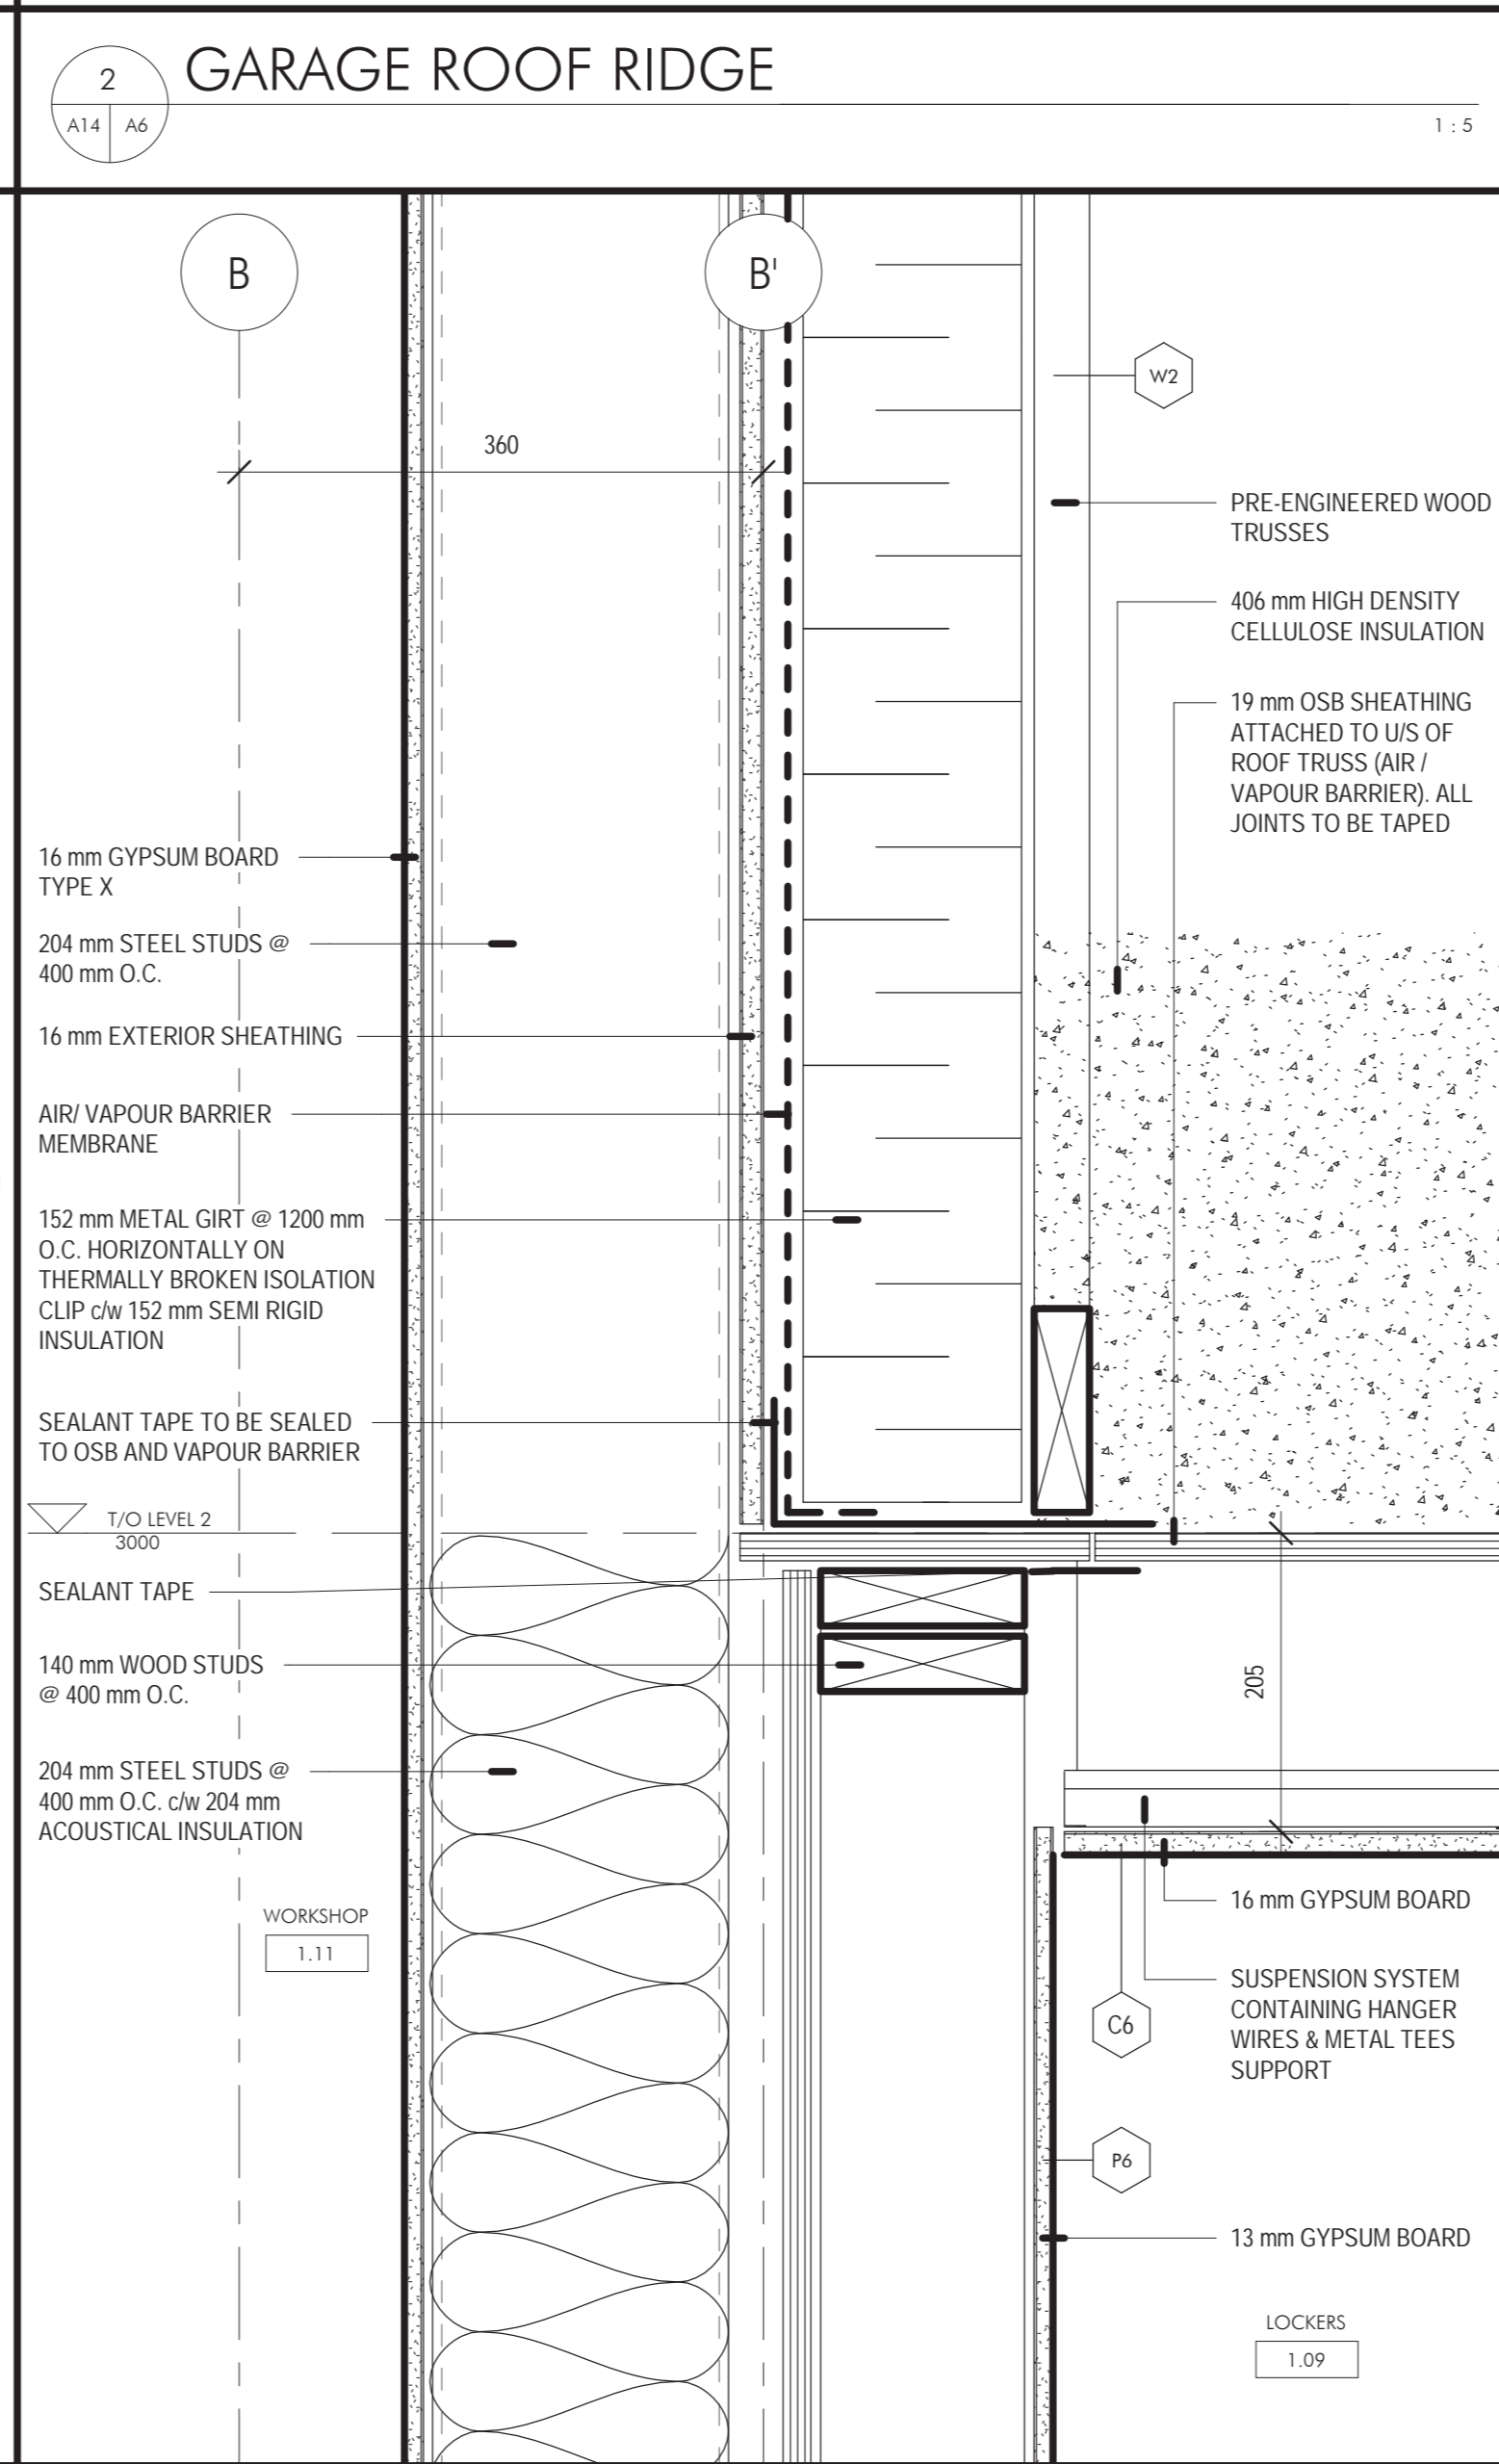 2
A14 A6
GARAGE ROOF RIDGE
1 : 5
B
B'
360
W2
PRE-ENGINEERED WOOD
TRUSSES
406 mm HIGH DENSITY
CELLULOSE INSULATION
19 mm OSB SHEATHING
ATTACHED TO U/S OF
ROOF TRUSS (AIR /
VAPOUR BARRIER). ALL
JOINTS TO BE TAPED
16 mm GYPSUM BOARD
TYPE X
204 mm STEEL STUDS @
400 mm O.C.
16 mm EXTERIOR SHEATHING
AIR/ VAPOUR BARRIER
MEMBRANE
152 mm METAL GIRT @ 1200 mm
O.C. HORIZONTALLY ON
THERMALLY BROKEN ISOLATION
CLIP c/w 152 mm SEMI RIGID
INSULATION
SEALANT TAPE TO BE SEALED
TO OSB AND VAPOUR BARRIER
T/O LEVEL 2
3000
SEALANT TAPE
140 mm WOOD STUDS
@ 400 mm O.C.
205
204 mm STEEL STUDS @
400 mm O.C. c/w 204 mm
ACOUSTICAL INSULATION
WORKSHOP
1.11
16 mm GYPSUM BOARD
SUSPENSION SYSTEM
CONTAINING HANGER
WIRES & METAL TEES
SUPPORT
C6
P6
13 mm GYPSUM BOARD
LOCKERS
1.09